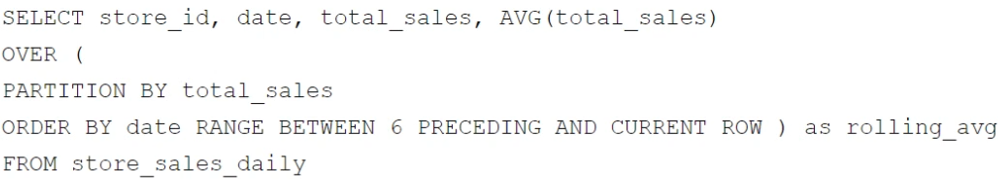 SELECT store_id, date, total_sales, AVG(total_sales)
OVER (
PARTITION BY total_sales
ORDER BY date RANGE BETWEEN 6 PRECEDING AND CURRENT ROW ) as rolling_avg
FROM store_sales_daily